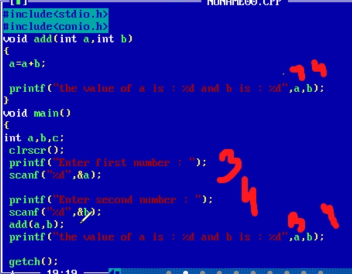 NONAME00.CPP
#include<stdio.h>
#include<conio.h>
void add(int a,int b)
{
a=a+b;
printf("the value of a is : %d and b is : %d",a,b);
}
void main()
{
int a,b,c;
clrscr();
printf("Enter first number : ");
scanf("%d",&a);
printf("Enter second number : ");
scanf("%d",&b);
add(a,b);
printf("the value of a is : %d and b is : %d",a,b);
getch();
3
4
3 4